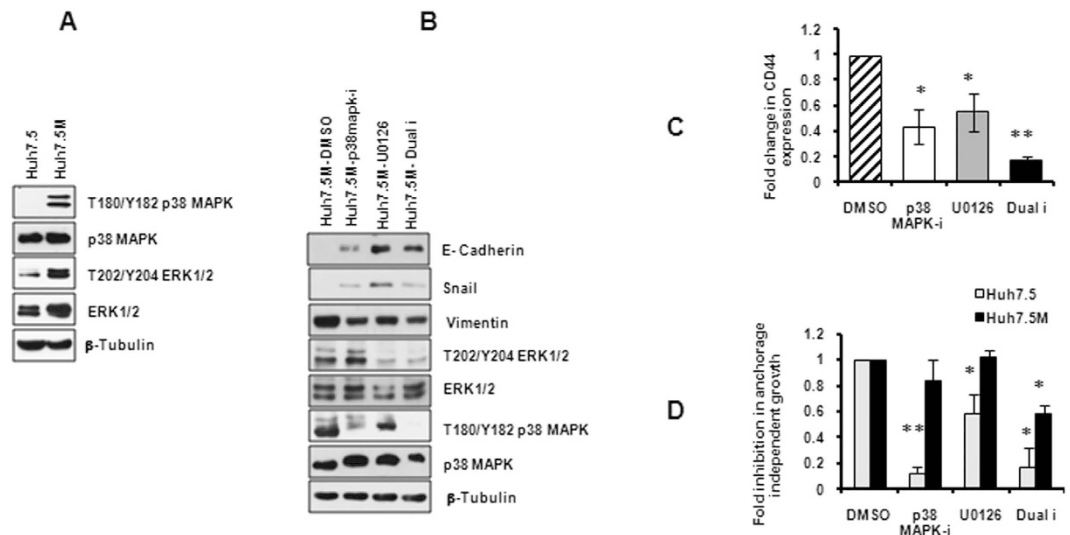 A
Huh7.5
Huh7.5M
T180/Y182 p38 MAPK
p38 MAPK
T202/Y204 ERK1/2
ERK1/2
β-Tubulin
B
Huh7.5M-DMSO
Huh7.5M-p38mapk-i
Huh7.5M-U0126
Huh7.5M- Dual i
E- Cadherin
Snail
Vimentin
T202/Y204 ERK1/2
ERK1/2
T180/Y182 p38 MAPK
p38 MAPK
β-Tubulin
C
Fold change in CD44
expression
1.2
1
0.8
0.6
0.4
0.2
0
*
*
**
DMSO
p38
MAPK-i
U0126
Dual i
D
Huh7.5
Huh7.5M
Fold inhibition in anchorage
independent growth
1.2
1
0.8
0.6
0.4
0.2
0
**
*
*
*
DMSO
p38
MAPK-i
U0126
Dual i